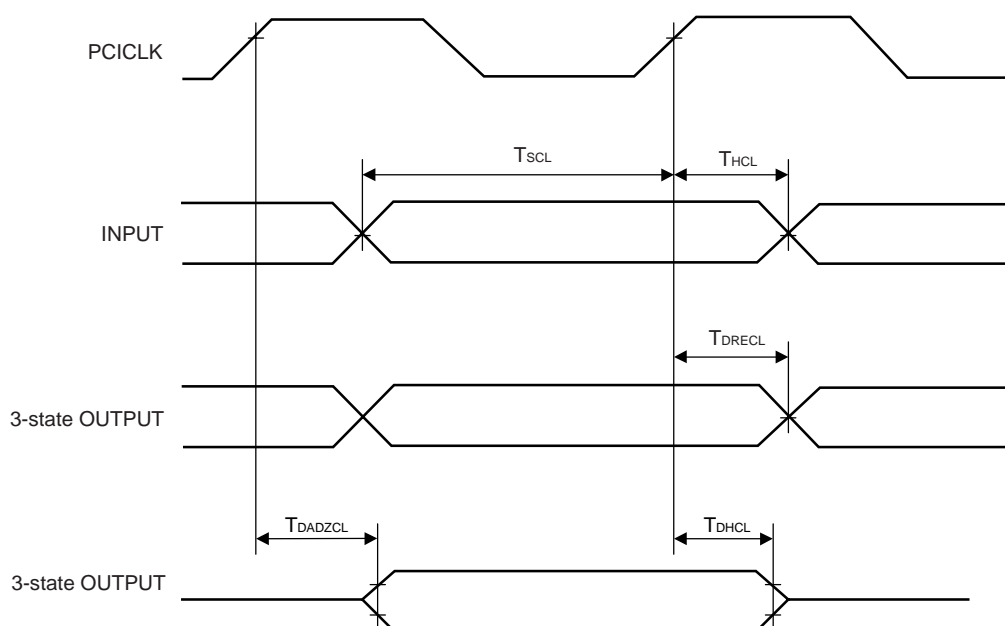 PCICLK
TSCL
THCL
INPUT
TDRECL
3-state OUTPUT
TDADZCL
TDHCL
3-state OUTPUT